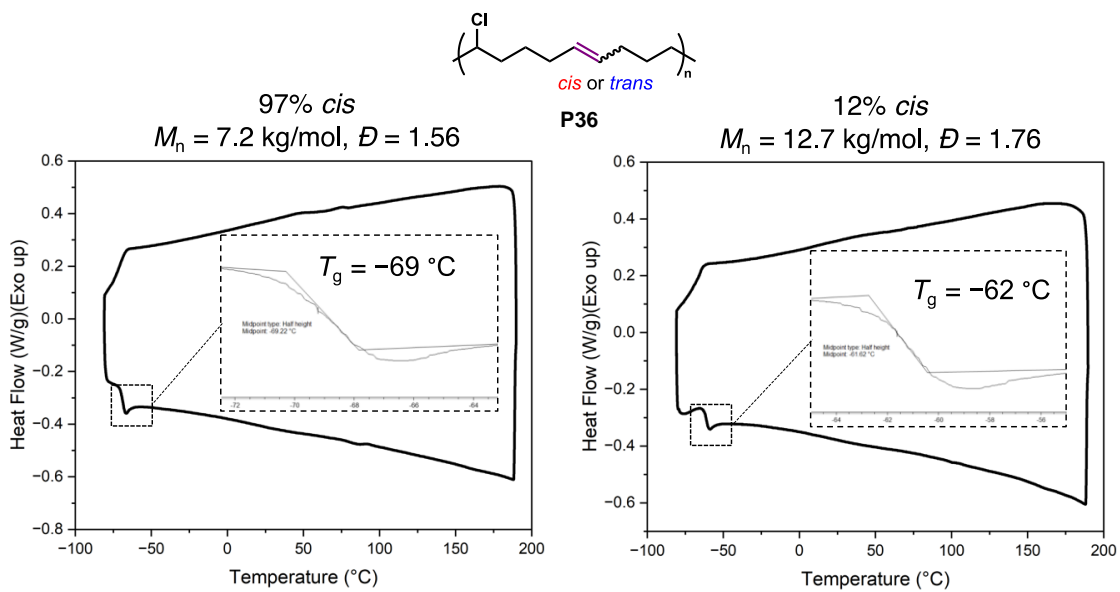 Cl
n
cis or trans
P36
97% cis
Mn = 7.2 kg/mol, Đ = 1.56
12% cis
Mn = 12.7 kg/mol, Đ = 1.76
Heat Flow (W/g)(Exo up)
0.6
0.4
0.2
0.0
−0.2
−0.4
−0.6
−0.8
Tg = −69 °C
Midpoint type: Half height
Midpoint: -69.22 °C
-72
-70
-68
-66
-64
−100
−50
0
50
100
150
200
Temperature (°C)
Heat Flow (W/g)(Exo up)
0.6
0.4
0.2
0.0
−0.2
−0.4
−0.6
Tg = −62 °C
Midpoint type: Half height
Midpoint: -61.62 °C
-64
-62
-60
-58
-56
−100
−50
0
50
100
150
200
Temperature (°C)